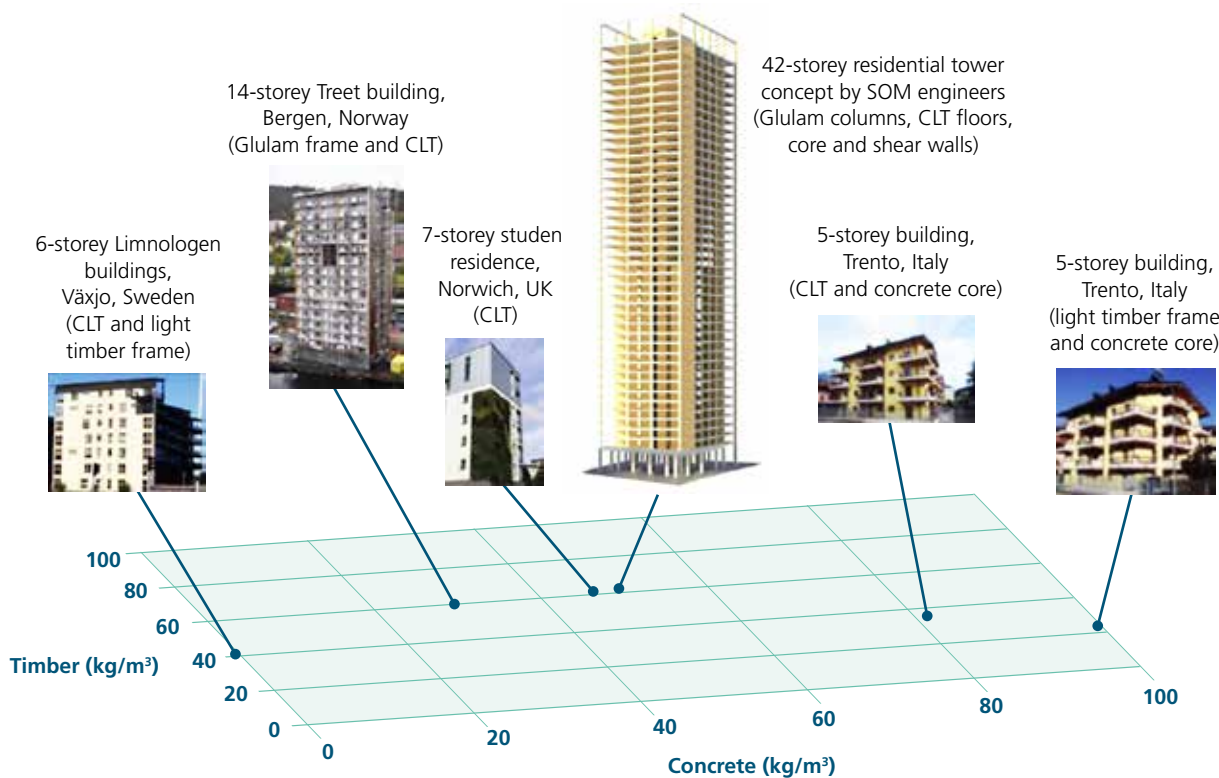 14-storey Treet building,
Bergen, Norway
(Glulam frame and CLT)
42-storey residential tower
concept by SOM engineers
(Glulam columns, CLT floors,
core and shear walls)
6-storey Limnologen
buildings,
Växjo, Sweden
(CLT and light
timber frame)
7-storey studen
residence,
Norwich, UK
(CLT)
5-storey building,
Trento, Italy
(CLT and concrete core)
5-storey building,
Trento, Italy
(light timber frame
and concrete core)
100
80
60
40
20
0
Timber (kg/m³)
0
20
40
60
80
100
Concrete (kg/m³)